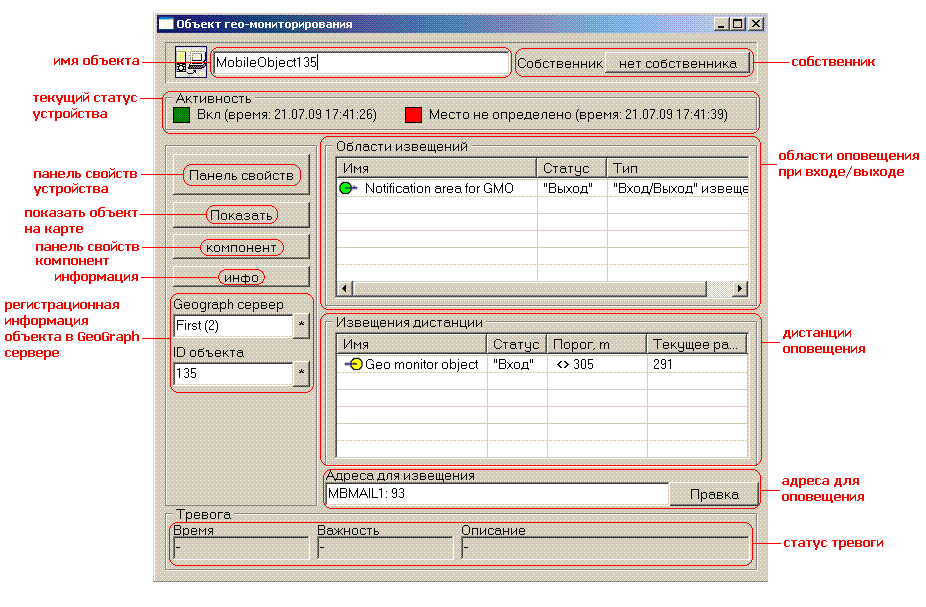 Объект гео-мониторирования
имя объекта
MobileObject135
Собственник
нет собственника
собственник
текущий статус
устройства
Активность
Вкл (время: 21.07.09 17:41:26)
Место не определено (время: 21.07.09 17:41:39)
панель свойств
устройства
Панель свойств
показать объект
на карте
Показать
панель свойств
компонент
компонент
информация
инфо
регистрационная
информация
объекта в GeoGraph
сервере
Geograph сервер
First (2)
*
ID объекта
135
*
Области извещений
Имя Статус Тип
Notification area for GMO "Выход" "Вход/Выход" извеще
области оповещения
при входе/выходе
Извещения дистанции
Имя Статус Порог, m Текущее ра...
Geo monitor object "Вход" <> 305 291
дистанции
оповещения
Адреса для извещения
MBMAIL1: 93
Правка
адреса для
оповещения
Тревога
Время Важность Описание
- - -
статус тревоги